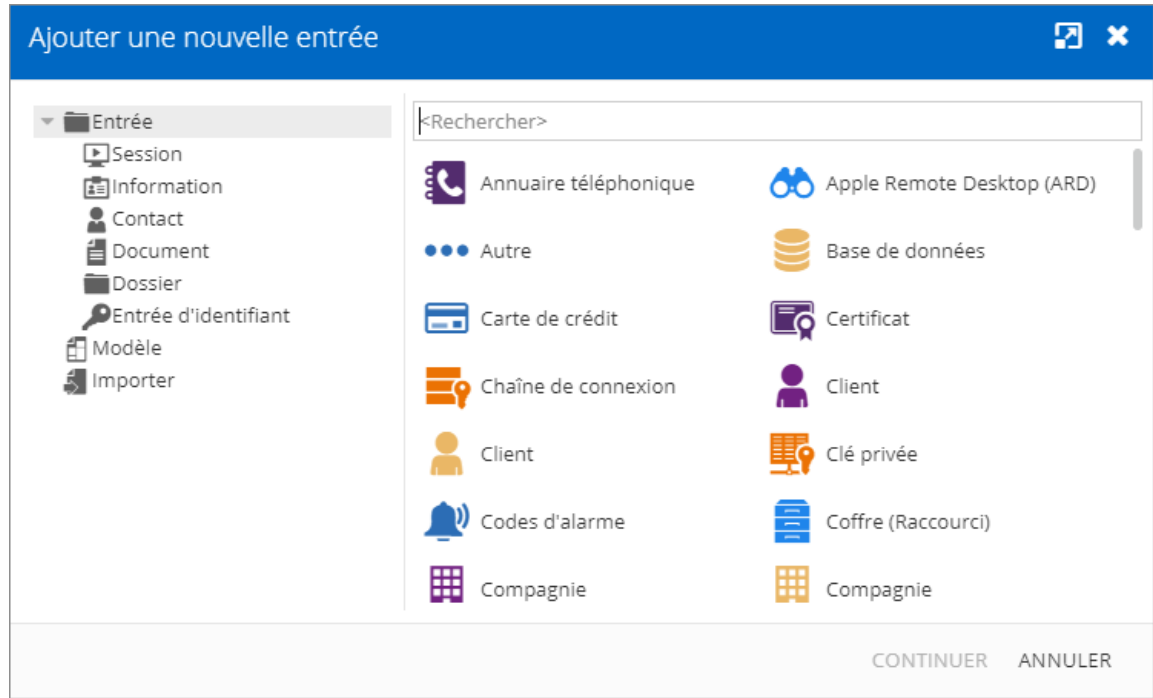 Ajouter une nouvelle entrée
Entrée
Session
Information
Contact
Document
Dossier
Entrée d'identifiant
Modèle
Importer
<Rechercher>
Annuaire téléphonique
Apple Remote Desktop (ARD)
Autre
Base de données
Carte de crédit
Certificat
Chaîne de connexion
Client
Client
Clé privée
Codes d'alarme
Coffre (Raccourci)
Compagnie
Compagnie
CONTINUER
ANNULER